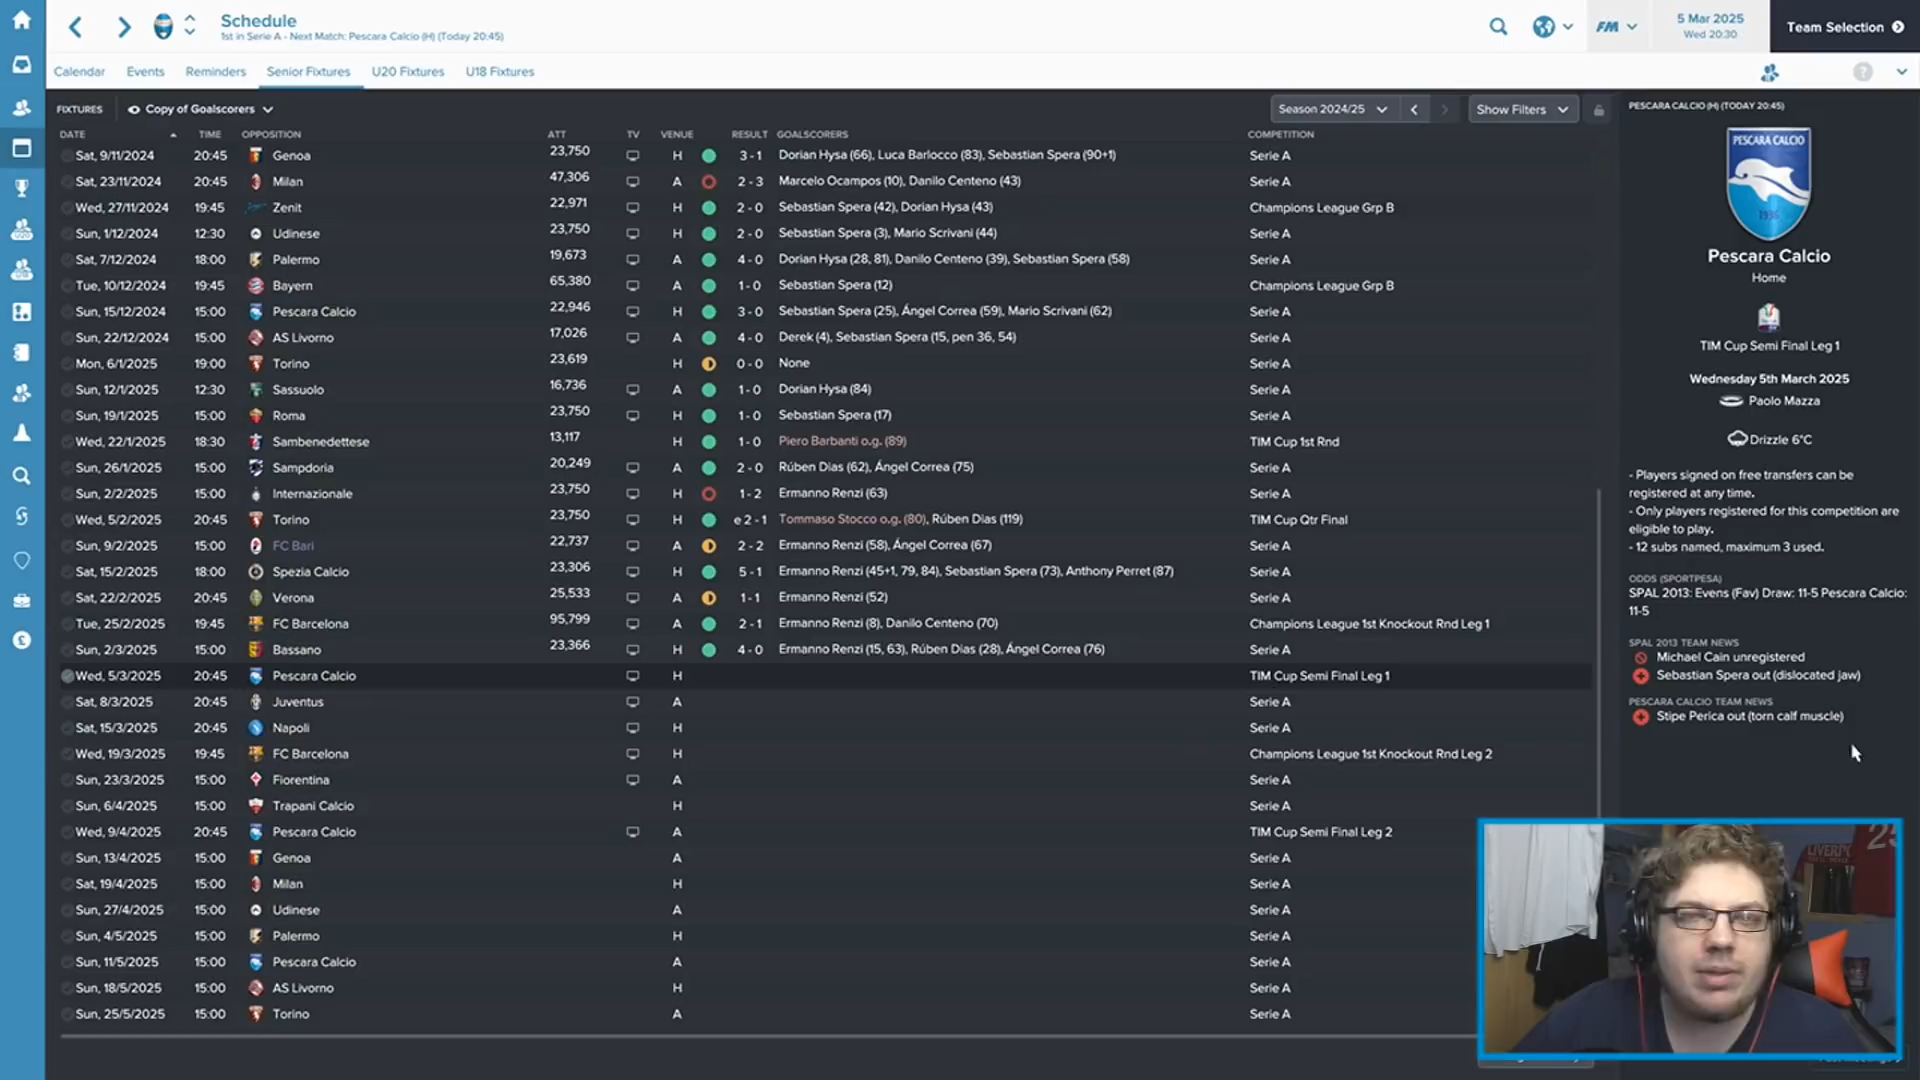 Schedule
1st in Serie A - Next Match: Pescara Calcio (H) (Today 20:45)
FM
5 Mar 2025
Wed 20:30
Team Selection
Calendar Events Reminders Senior Fixtures U20 Fixtures U18 Fixtures
?
FIXTURES Copy of Goalscorers Season 2024/25 Show Filters
DATE TIME OPPOSITION ATT TV VENUE RESULT GOALSCORERS COMPETITION
Sat, 9/11/2024 20:45 Genoa 23,750 H 3 - 1 Dorian Hysa (66), Luca Barlocco (83), Sebastian Spera (90+1) Serie A
Sat, 23/11/2024 20:45 Milan 47,306 A 2 - 3 Marcelo Ocampos (10), Danilo Centeno (43) Serie A
Wed, 27/11/2024 19:45 Zenit 22,971 H 2 - 0 Sebastian Spera (42), Dorian Hysa (43) Champions League Grp B
Sun, 1/12/2024 12:30 Udinese 23,750 H 2 - 0 Sebastian Spera (3), Mario Scrivani (44) Serie A
Sat, 7/12/2024 18:00 Palermo 19,673 A 4 - 0 Dorian Hysa (28, 81), Danilo Centeno (39), Sebastian Spera (58) Serie A
Tue, 10/12/2024 19:45 Bayern 65,380 A 1 - 0 Sebastian Spera (12) Champions League Grp B
Sun, 15/12/2024 15:00 Pescara Calcio 22,946 H 3 - 0 Sebastian Spera (25), Ángel Correa (59), Mario Scrivani (62) Serie A
Sun, 22/12/2024 15:00 AS Livorno 17,026 A 4 - 0 Derek (4), Sebastian Spera (15, pen 36, 54) Serie A
Mon, 6/1/2025 19:00 Torino 23,619 H 0 - 0 None Serie A
Sun, 12/1/2025 12:30 Sassuolo 16,736 A 1 - 0 Dorian Hysa (84) Serie A
Sun, 19/1/2025 15:00 Roma 23,750 H 1 - 0 Sebastian Spera (17) Serie A
Wed, 22/1/2025 18:30 Sambenedettese 13,117 H 1 - 0 Piero Barbanti o.g. (89) TIM Cup 1st Rnd
Sun, 26/1/2025 15:00 Sampdoria 20,249 A 2 - 0 Rúben Dias (62), Ángel Correa (75) Serie A
Sun, 2/2/2025 15:00 Internazionale 23,750 H 1 - 2 Ermanno Renzi (63) Serie A
Wed, 5/2/2025 20:45 Torino 23,750 H e 2 - 1 Tommaso Stocco o.g. (80), Rúben Dias (119) TIM Cup Qtr Final
Sun, 9/2/2025 15:00 FC Bari 22,737 A 2 - 2 Ermanno Renzi (58), Ángel Correa (67) Serie A
Sat, 15/2/2025 18:00 Spezia Calcio 23,306 H 5 - 1 Ermanno Renzi (45+1, 79, 84), Sebastian Spera (73), Anthony Perret (87) Serie A
Sat, 22/2/2025 20:45 Verona 25,533 A 1 - 1 Ermanno Renzi (52) Serie A
Tue, 25/2/2025 19:45 FC Barcelona 95,799 A 2 - 1 Ermanno Renzi (8), Danilo Centeno (70) Champions League 1st Knockout Rnd Leg 1
Sun, 2/3/2025 15:00 Bassano 23,366 H 4 - 0 Ermanno Renzi (15, 63), Rúben Dias (28), Ángel Correa (76) Serie A
Wed, 5/3/2025 20:45 Pescara Calcio H TIM Cup Semi Final Leg 1
Sat, 8/3/2025 20:45 Juventus A Serie A
Sat, 15/3/2025 20:45 Napoli H Serie A
Wed, 19/3/2025 19:45 FC Barcelona H Champions League 1st Knockout Rnd Leg 2
Sun, 23/3/2025 15:00 Fiorentina A Serie A
Sun, 6/4/2025 15:00 Trapani Calcio H Serie A
Wed, 9/4/2025 20:45 Pescara Calcio A TIM Cup Semi Final Leg 2
Sun, 13/4/2025 15:00 Genoa A Serie A
Sat, 19/4/2025 15:00 Milan H Serie A
Sun, 27/4/2025 15:00 Udinese A Serie A
Sun, 4/5/2025 15:00 Palermo H Serie A
Sun, 11/5/2025 15:00 Pescara Calcio A Serie A
Sun, 18/5/2025 15:00 AS Livorno H Serie A
Sun, 25/5/2025 15:00 Torino A Serie A
PESCARA CALCIO (H) (TODAY 20:45)
PESCARA CALCIO
1936
Pescara Calcio
Home
TIM Cup Semi Final Leg 1
Wednesday 5th March 2025
Paolo Mazza
Drizzle 6°C
- Players signed on free transfers can be
registered at any time.
- Only players registered for this competition are
eligible to play.
- 12 subs named, maximum 3 used.
ODDS (SPORTPESA)
SPAL 2013: Evens (Fav) Draw: 11-5 Pescara Calcio:
11-5
SPAL 2013 TEAM NEWS
Michael Cain unregistered
Sebastian Spera out (dislocated jaw)
PESCARA CALCIO TEAM NEWS
Stipe Perica out (torn calf muscle)